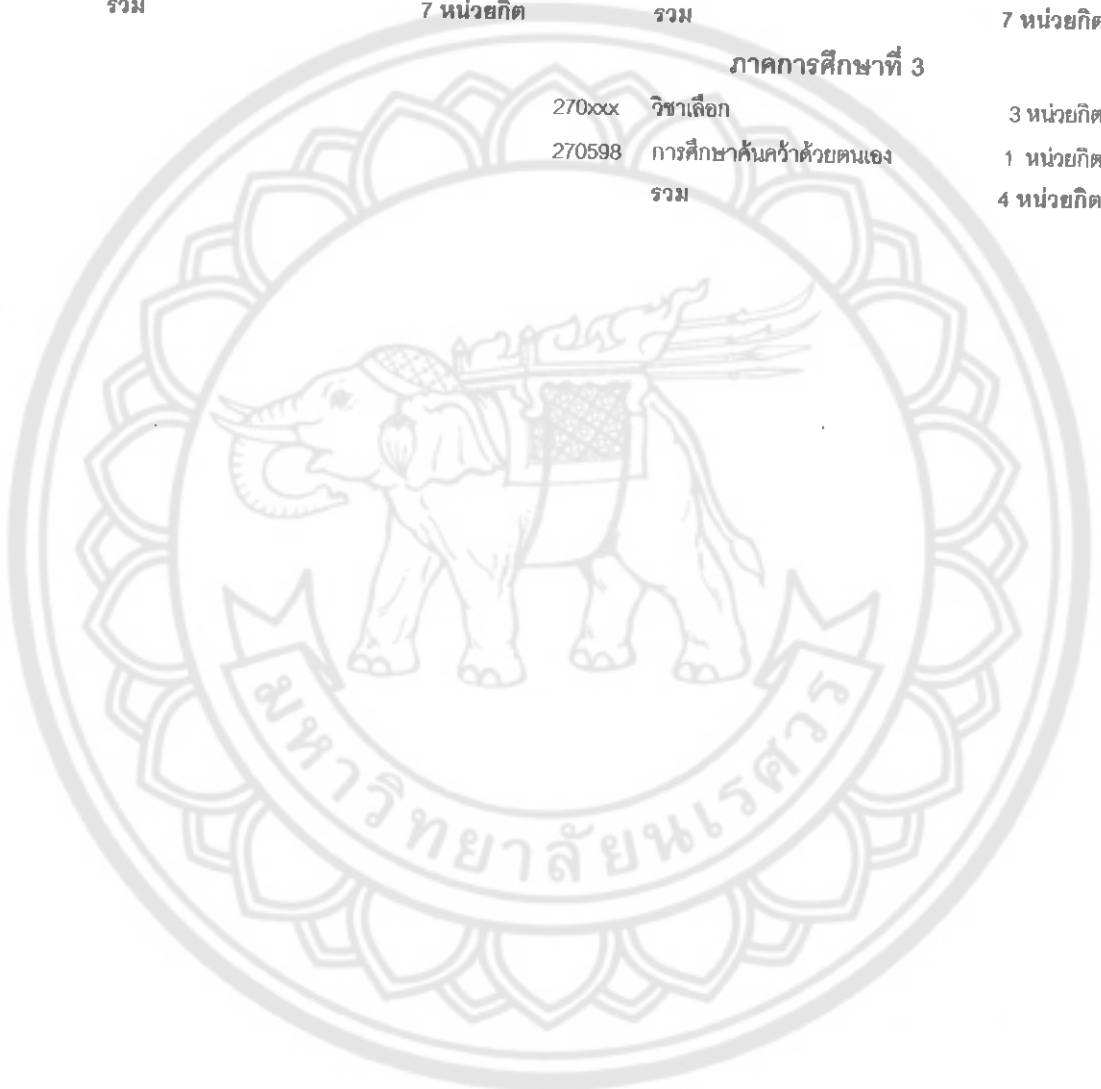 รวม 7 หน่วยกิต รวม 7 หน่วยกิต
ภาคการศึกษาที่ 3
270xxx วิชาเลือก 3 หน่วยกิต
270598 การศึกษาค้นคว้าด้วยตนเอง 1 หน่วยกิต
รวม 4 หน่วยกิต
มหาวิทยาลัยนเรศวร